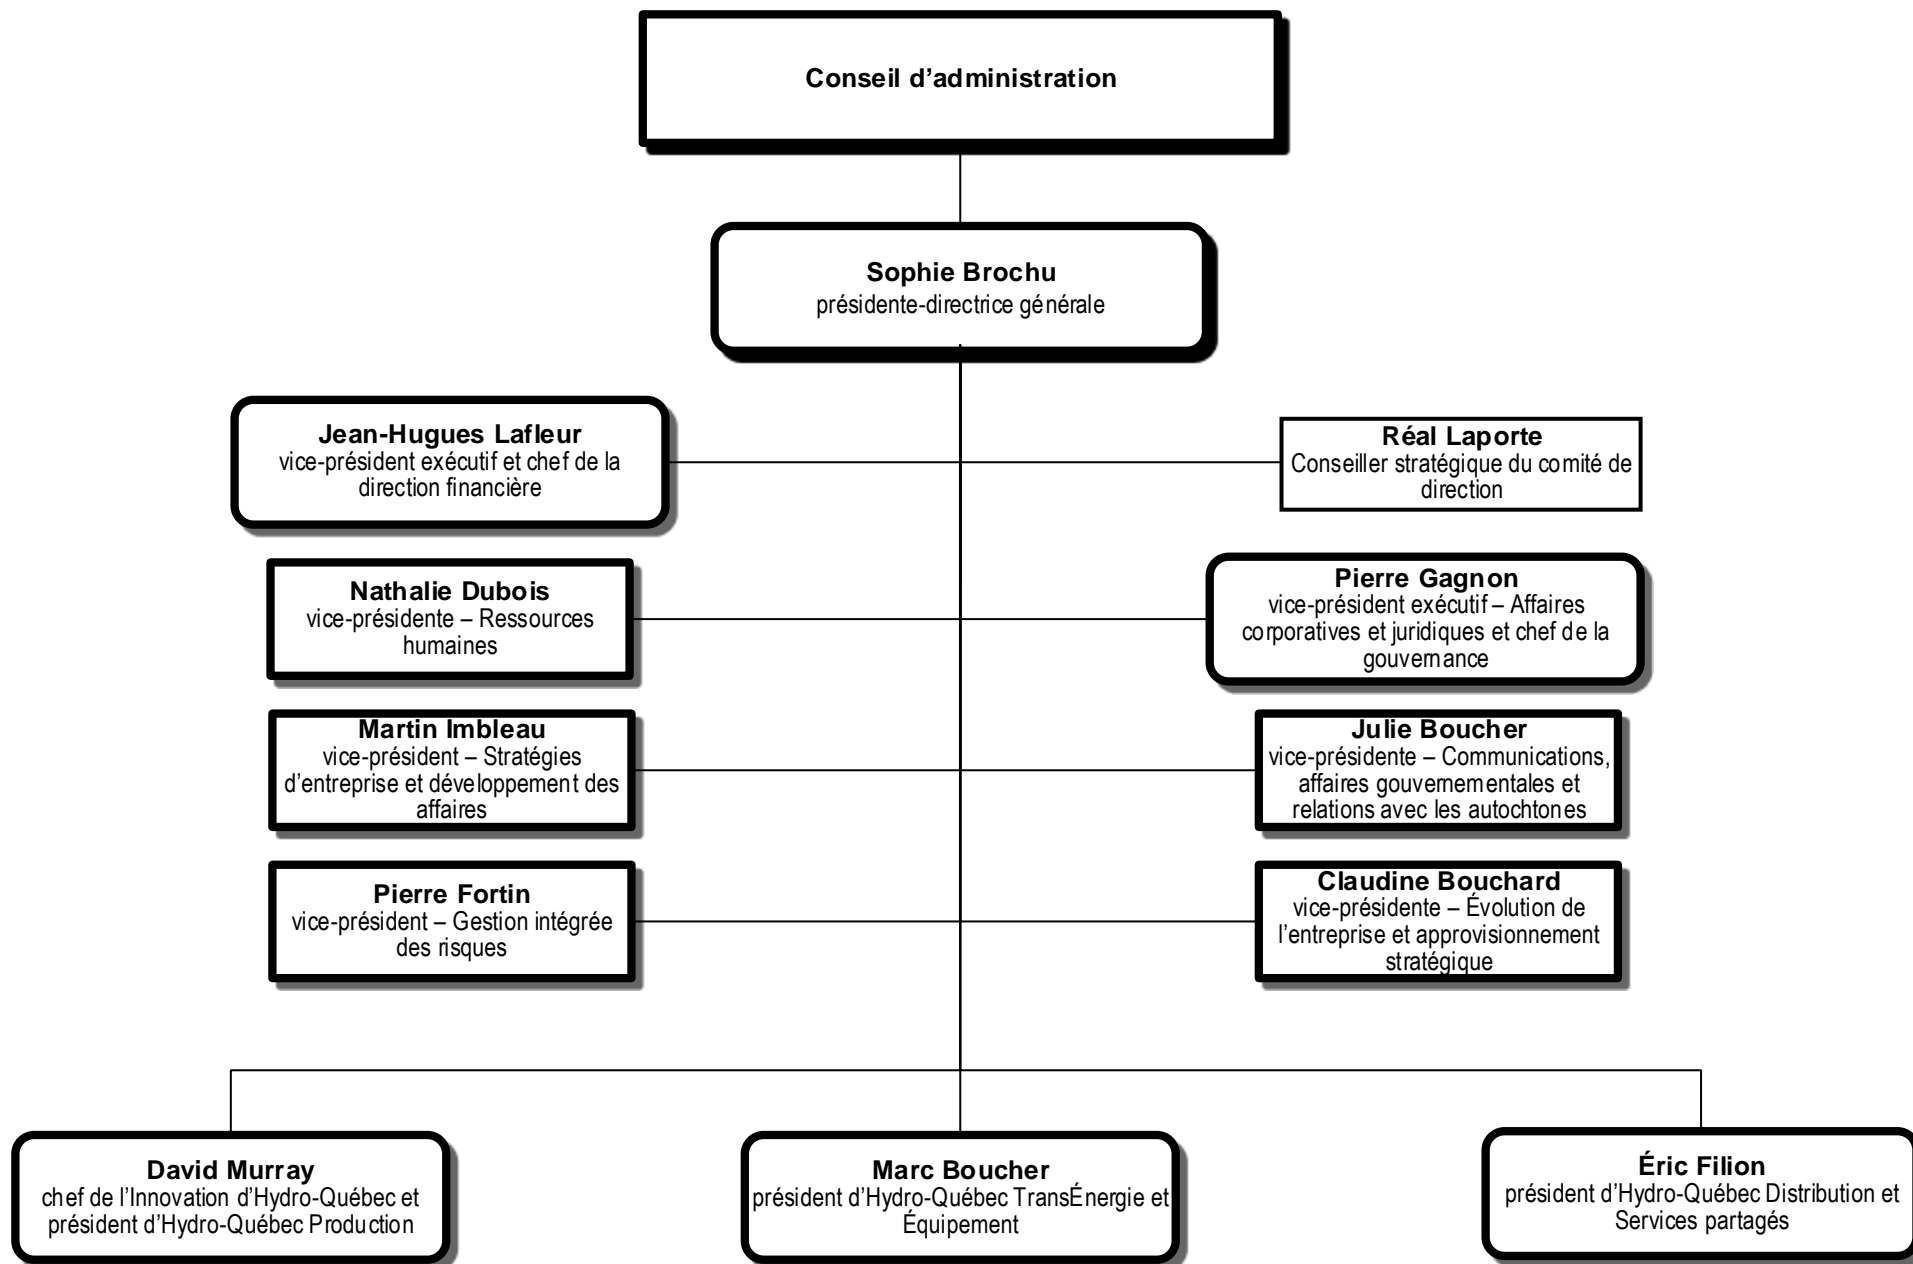 Conseil d’administration
Sophie Brochu
présidente-directrice générale
Jean-Hugues Lafleur
vice-président exécutif et chef de la
direction financière
Réal Laporte
Conseiller stratégique du comité de
direction
Nathalie Dubois
vice-présidente – Ressources
humaines
Pierre Gagnon
vice-président exécutif – Affaires
corporatives et juridiques et chef de la
gouvernance
Martin Imbleau
vice-président – Stratégies
d’entreprise et développement des
affaires
Julie Boucher
vice-présidente – Communications,
affaires gouvernementales et
relations avec les autochtones
Pierre Fortin
vice-président – Gestion intégrée
des risques
Claudine Bouchard
vice-présidente – Évolution de
l’entreprise et approvisionnement
stratégique
David Murray
chef de l’Innovation d’Hydro-Québec et
président d’Hydro-Québec Production
Marc Boucher
président d’Hydro-Québec TransÉnergie et
Équipement
Éric Filion
président d’Hydro-Québec Distribution et
Services partagés